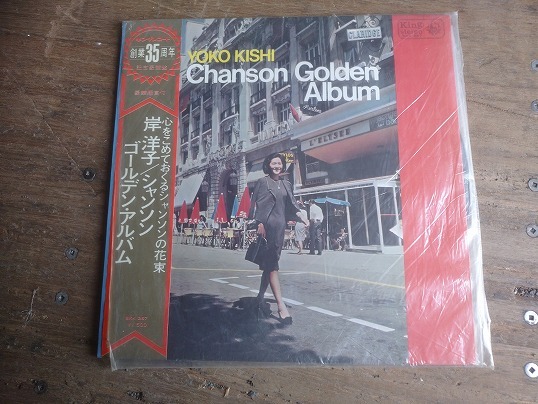 創業35周年
YOKO KISHI
Chanson Golden
Album
CLARIDGE
King
L'ELYSEE
心をこめておくるシャンソンの花束
岸 洋子/シャンソン
ゴールデン・アルバム